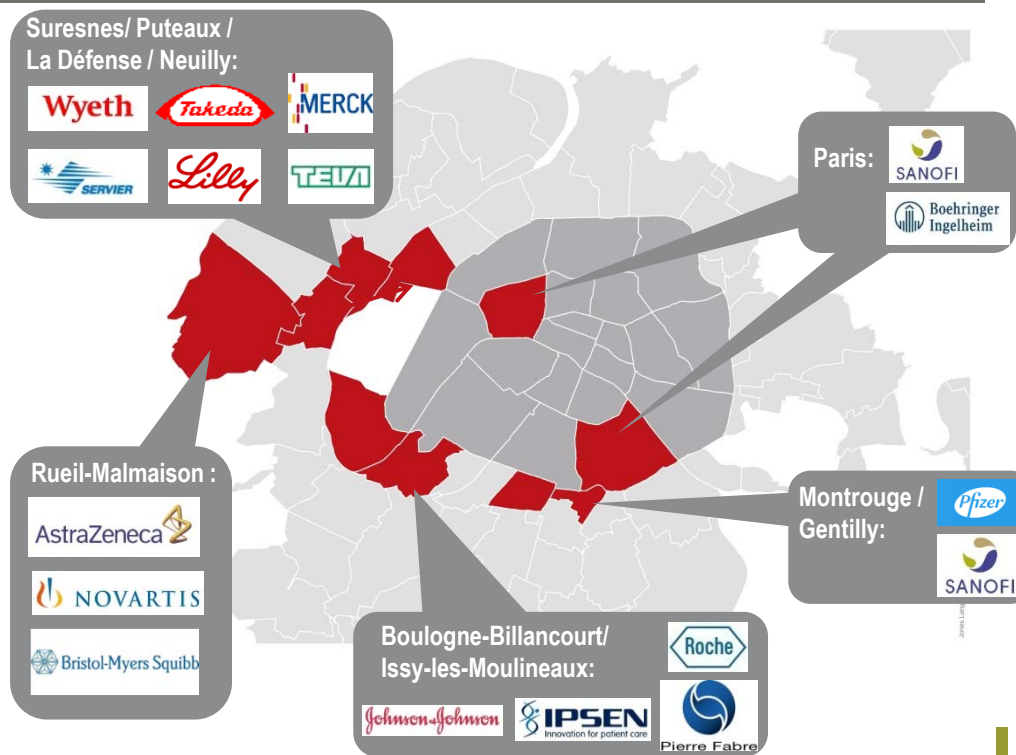 Suresnes/ Puteaux /
La Défense / Neuilly:
Wyeth
Takeda
MERCK
SERVIER
Lilly
TEVA
Paris:
SANOFI
Boehringer
Ingelheim
Rueil-Malmaison :
AstraZeneca
NOVARTIS
Bristol-Myers Squibb
Montrouge /
Gentilly:
Pfizer
SANOFI
Boulogne-Billancourt/
Issy-les-Moulineaux:
Roche
Johnson & Johnson
IPSEN
Innovation for patient care
Pierre Fabre